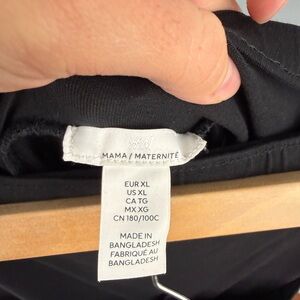 H&M
MAMA / MATERNITÉ
EUR XL
US XL
CA TG
MX XG
CN 180/100C
MADE IN
BANGLADESH
FABRIQUÉ AU
BANGLADESH